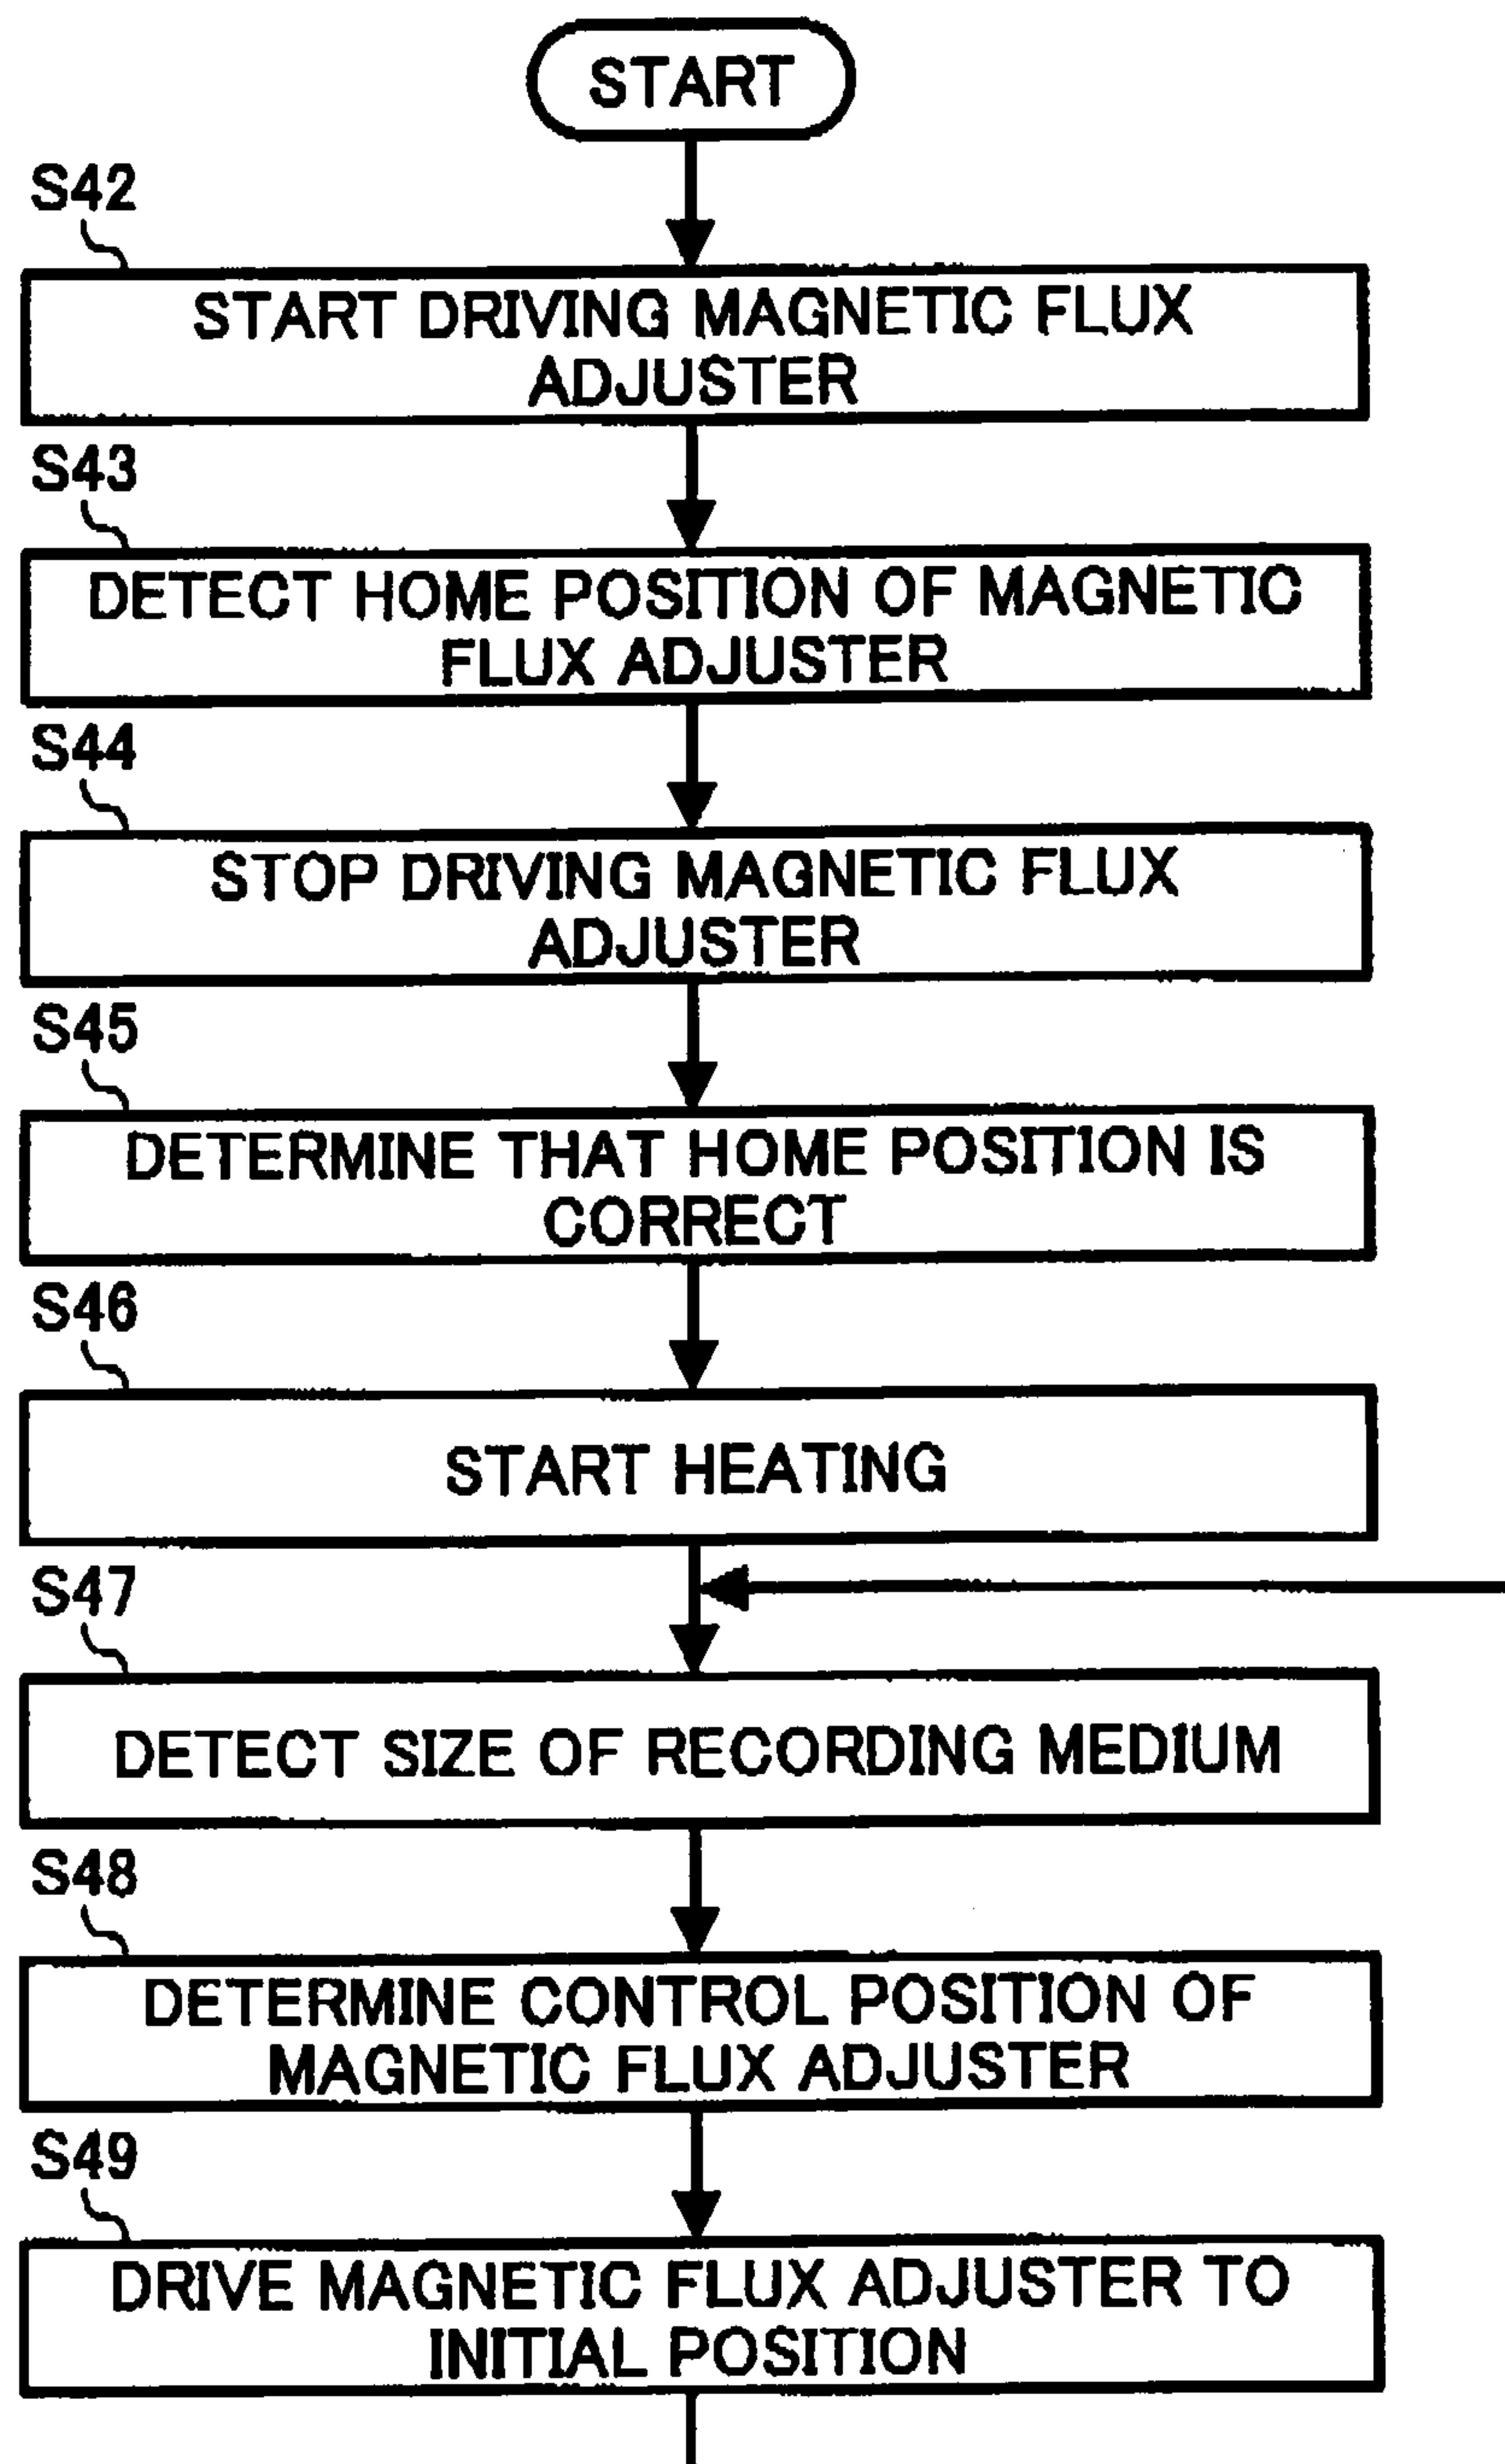 START
S42
START DRIVING MAGNETIC FLUX
ADJUSTER
S43
DETECT HOME POSITION OF MAGNETIC
FLUX ADJUSTER
S44
STOP DRIVING MAGNETIC FLUX
ADJUSTER
S45
DETERMINE THAT HOME POSITION IS
CORRECT
S46
START HEATING
S47
DETECT SIZE OF RECORDING MEDIUM
S48
DETERMINE CONTROL POSITION OF
MAGNETIC FLUX ADJUSTER
S49
DRIVE MAGNETIC FLUX ADJUSTER TO
INITIAL POSITION